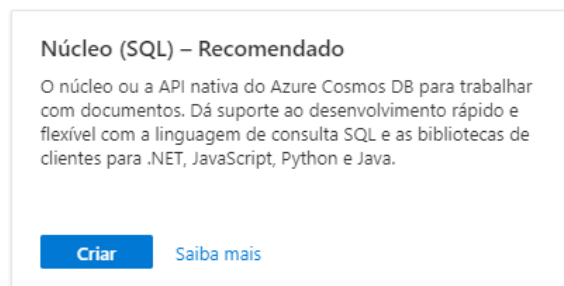 Núcleo (SQL) – Recomendado
O núcleo ou a API nativa do Azure Cosmos DB para trabalhar
com documentos. Dá suporte ao desenvolvimento rápido e
flexível com a linguagem de consulta SQL e as bibliotecas de
clientes para .NET, JavaScript, Python e Java.
Criar Saiba mais